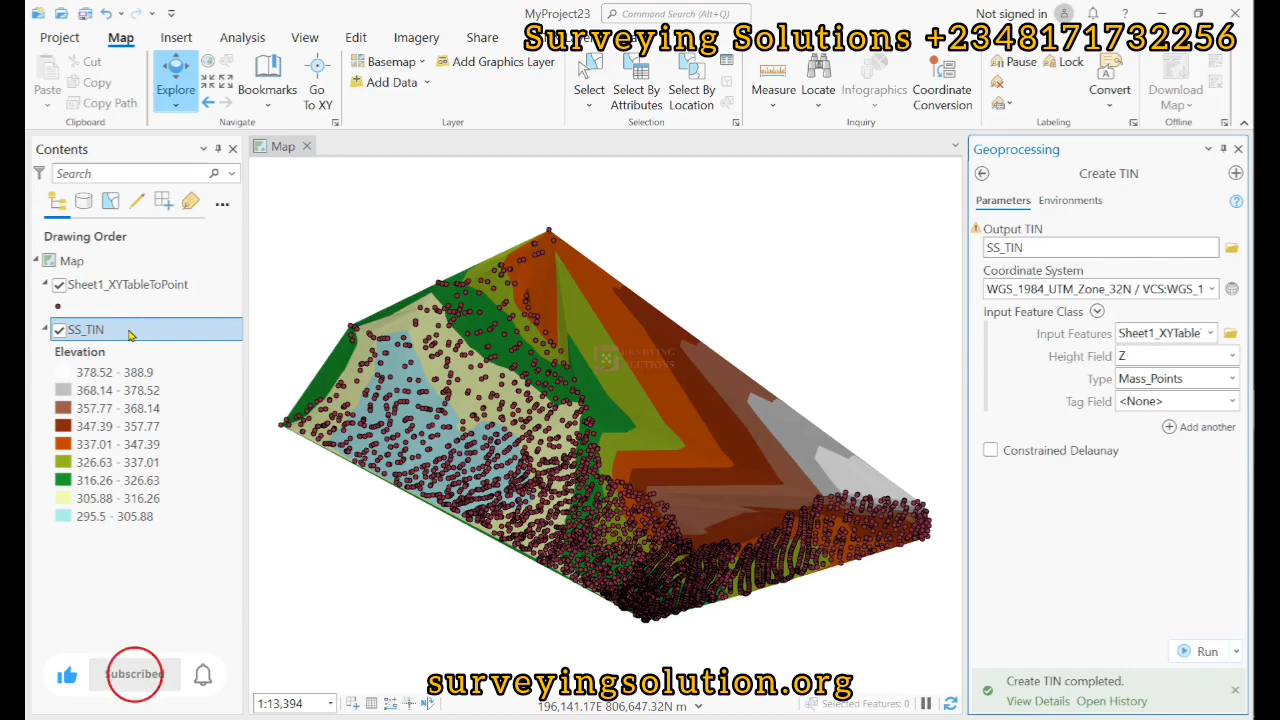 MyProject23
Command Search (Alt+Q)
Not signed in
Surveying Solutions +2348171732256
Project
Map
Insert
Analysis
View
Edit
Imagery
Share
Paste
Cut
Copy
Copy Path
Clipboard
Explore
Bookmarks
Go
To XY
Navigate
Basemap
Add Data
Add Graphics Layer
Layer
Select
Select By
Attributes
Select By
Location
Selection
Measure
Locate
Infographics
Coordinate
Conversion
Inquiry
Pause
Lock
Convert
Labeling
Download
Map
Offline
Contents
Search
Drawing Order
Map
Sheet1_XYTableToPoint
SS_TIN
Elevation
378.52 - 388.9
368.14 - 378.52
357.77 - 368.14
347.39 - 357.77
337.01 - 347.39
326.63 - 337.01
316.26 - 326.63
305.88 - 316.26
295.5 - 305.88
Subscribed
Map
SURVEYING
SOLUTIONS
1:13,394
196,141.17E 806,647.32N m
Selected Features: 0
surveyingsolution.org
Geoprocessing
Create TIN
Parameters
Environments
Output TIN
SS_TIN
Coordinate System
WGS_1984_UTM_Zone_32N / VCS:WGS_1
Input Feature Class
Input Features
Sheet1_XYTable
Height Field
Z
Type
Mass_Points
Tag Field
<None>
Add another
Constrained Delaunay
Run
Create TIN completed.
View Details Open History